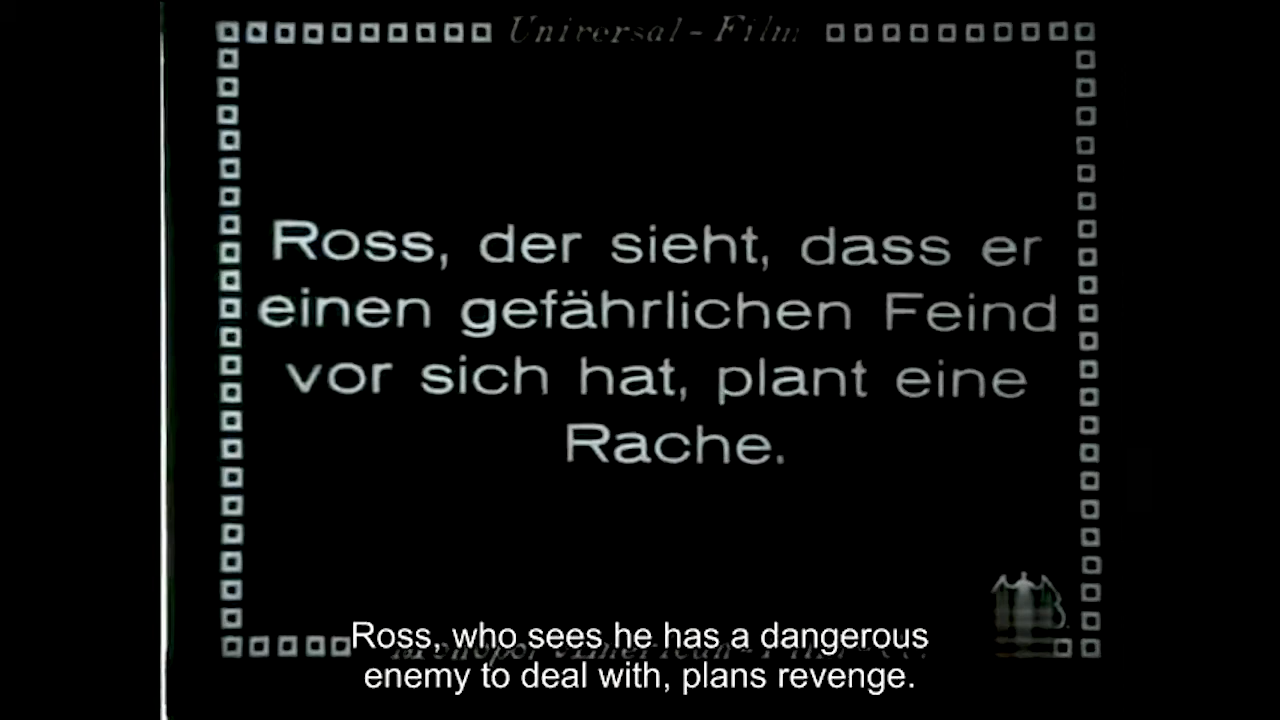 Universal-Film
Ross, der sieht, dass er
einen gefährlichen Feind
vor sich hat, plant eine
Rache.
Ross, who sees he has a dangerous
enemy to deal with, plans revenge.